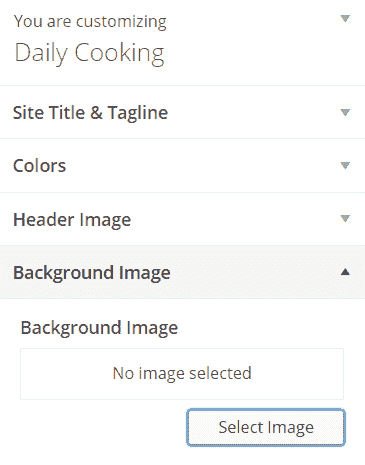 You are customizing
Daily Cooking
Site Title & Tagline
Colors
Header Image
Background Image
Background Image
No image selected
Select Image